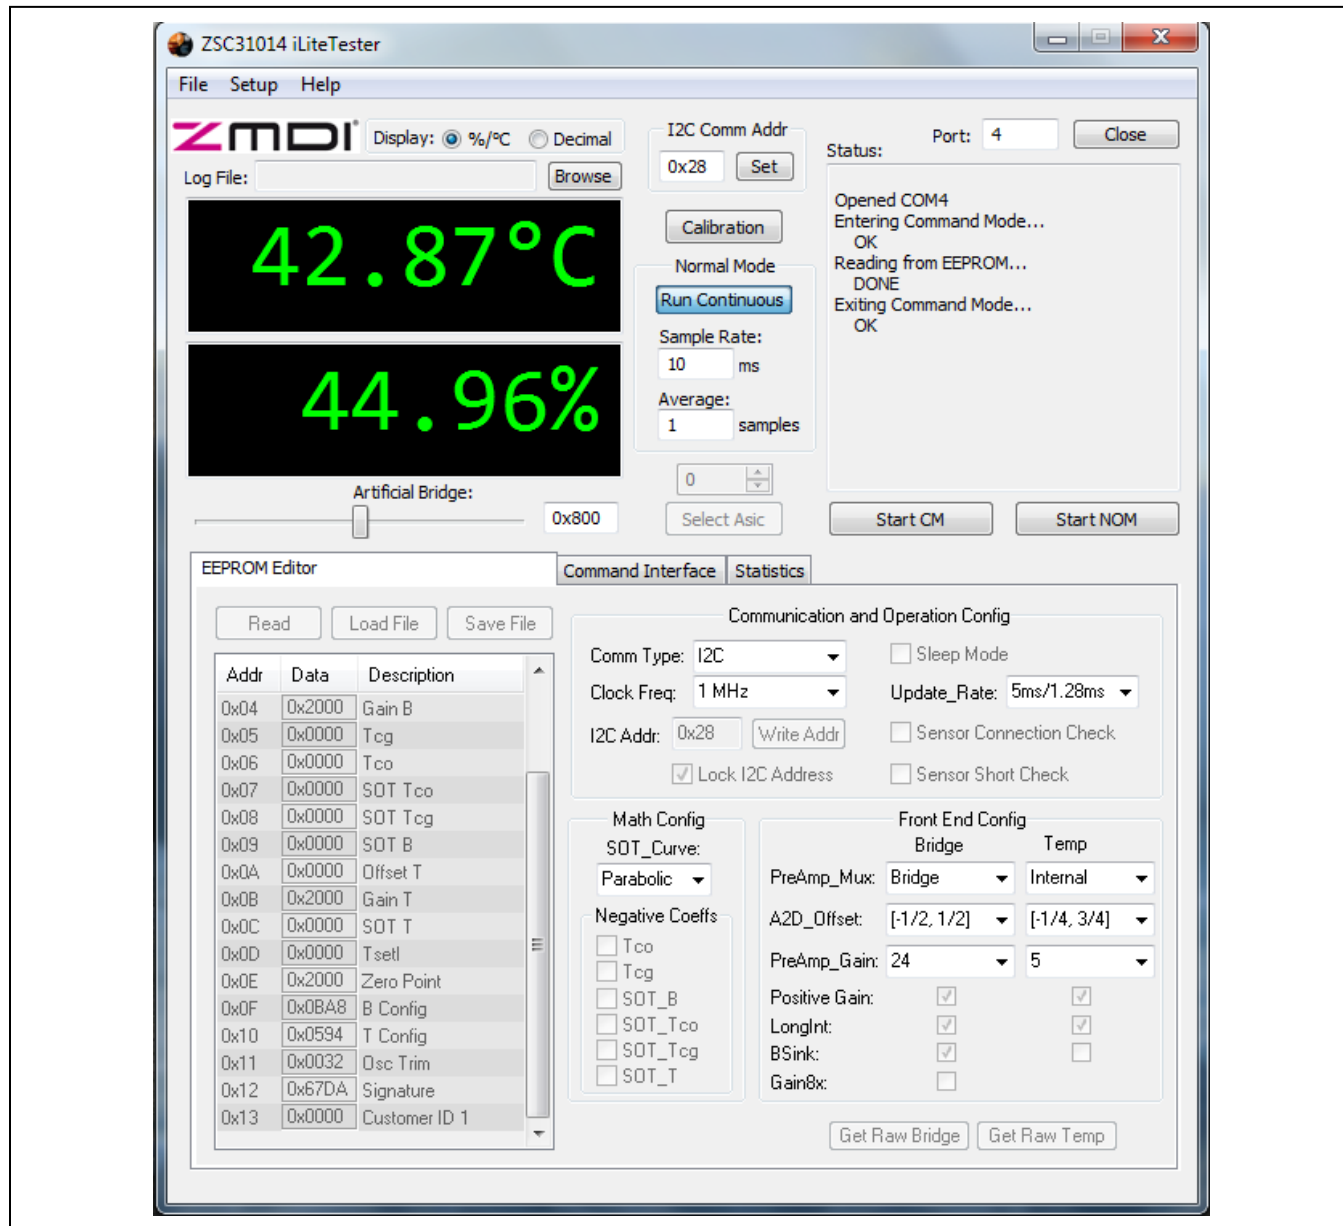 ZSC31014 iLiteTester
File Setup Help
ZMDI
Display: %/°C Decimal
Log File: Browse
42.87°C
44.96%
Artificial Bridge:
0x800
I2C Comm Addr
0x28 Set
Calibration
Normal Mode
Run Continuous
Sample Rate:
10 ms
Average:
1 samples
0
Select Asic
Port: 4 Close
Status:
Opened COM4
Entering Command Mode...
OK
Reading from EEPROM...
DONE
Exiting Command Mode...
OK
Start CM Start NOM
EEPROM Editor Command Interface Statistics
Read Load File Save File
Addr Data Description
0x04 0x2000 Gain B
0x05 0x0000 Tcg
0x06 0x0000 Tco
0x07 0x0000 SOT Tco
0x08 0x0000 SOT Tcg
0x09 0x0000 SOT B
0x0A 0x0000 Offset T
0x0B 0x2000 Gain T
0x0C 0x0000 SOT T
0x0D 0x0000 Tsetl
0x0E 0x2000 Zero Point
0x0F 0x0BA8 B Config
0x10 0x0594 T Config
0x11 0x0032 Osc Trim
0x12 0x67DA Signature
0x13 0x0000 Customer ID 1
Communication and Operation Config
Comm Type: I2C Sleep Mode
Clock Freq: 1 MHz Update_Rate: 5ms/1.28ms
I2C Addr: 0x28 Write Addr Sensor Connection Check
Lock I2C Address Sensor Short Check
Math Config
SOT_Curve:
Parabolic
Negative Coeffs
Tco
Tcg
SOT_B
SOT_Tco
SOT_Tcg
SOT_T
Front End Config
Bridge Temp
PreAmp_Mux: Bridge Internal
A2D_Offset: [-1/2, 1/2] [-1/4, 3/4]
PreAmp_Gain: 24 5
Positive Gain:
LongInt:
BSink:
Gain8x:
Get Raw Bridge Get Raw Temp